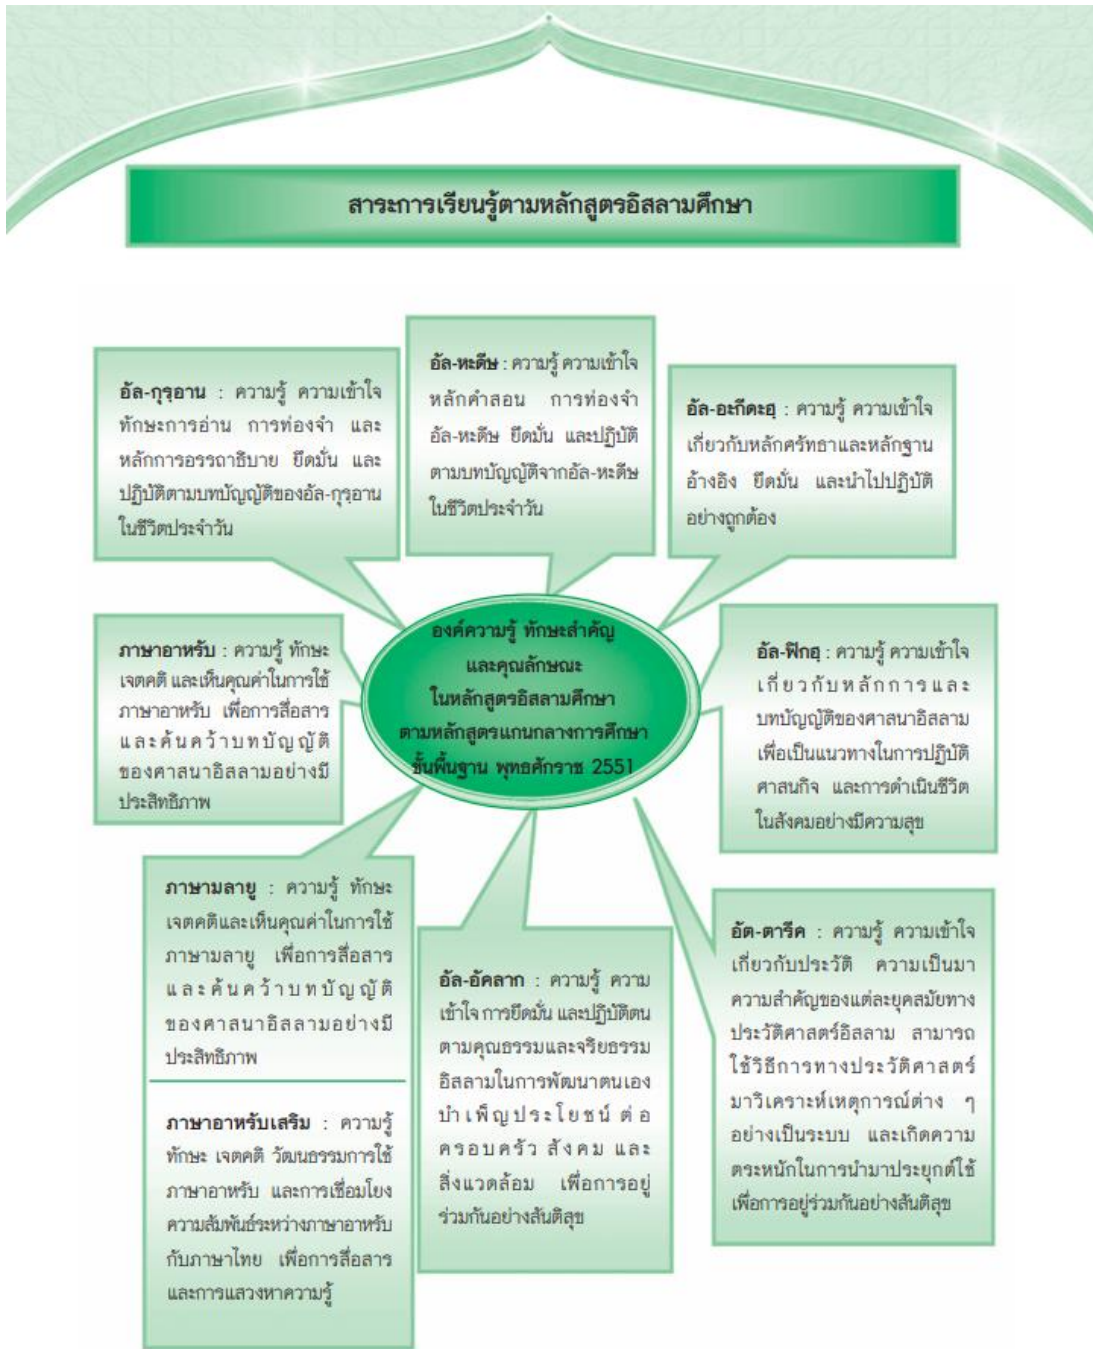 สาระการเรียนรู้ตามหลักสูตรอิสลามศึกษา
อัล-กุรฺอาน : ความรู้ ความเข้าใจ
ทักษะการอ่าน การท่องจำ และ
หลักการอรรถาธิบาย ยึดมั่น และ
ปฏิบัติตามบทบัญญัติของอัล-กุรฺอาน
ในชีวิตประจำวัน
อัล-หะดีษ : ความรู้ ความเข้าใจ
หลักคำสอน การท่องจำ
อัล-หะดีษ ยึดมั่น และปฏิบัติ
ตามบทบัญญัติจากอัล-หะดีษ
ในชีวิตประจำวัน
อัล-อะกีดะฮฺ : ความรู้ ความเข้าใจ
เกี่ยวกับหลักศรัทธาและหลักฐาน
อ้างอิง ยึดมั่น และนำไปปฏิบัติ
อย่างถูกต้อง
องค์ความรู้ ทักษะสำคัญ
และคุณลักษณะ
ในหลักสูตรอิสลามศึกษา
ตามหลักสูตรแกนกลางการศึกษา
ขั้นพื้นฐาน พุทธศักราช 2551
ภาษาอาหรับ : ความรู้ ทักษะ
เจตคติ และเห็นคุณค่าในการใช้
ภาษาอาหรับ เพื่อการสื่อสาร
และค้นคว้าบทบัญญัติ
ของศาสนาอิสลามอย่างมี
ประสิทธิภาพ
อัล-ฟิกฮฺ : ความรู้ ความเข้าใจ
เกี่ยวกับหลักการและ
บทบัญญัติของศาสนาอิสลาม
เพื่อเป็นแนวทางในการปฏิบัติ
ศาสนกิจ และการดำเนินชีวิต
ในสังคมอย่างมีความสุข
ภาษามลายู : ความรู้ ทักษะ
เจตคติและเห็นคุณค่าในการใช้
ภาษามลายู เพื่อการสื่อสาร
และค้นคว้าบทบัญญัติ
ของศาสนาอิสลามอย่างมี
ประสิทธิภาพ
ภาษาอาหรับเสริม : ความรู้
ทักษะ เจตคติ วัฒนธรรมการใช้
ภาษาอาหรับ และการเชื่อมโยง
ความสัมพันธ์ระหว่างภาษาอาหรับ
กับภาษาไทย เพื่อการสื่อสาร
และการแสวงหาความรู้
อัล-อัคลาก : ความรู้ ความ
เข้าใจ การยึดมั่น และปฏิบัติตน
ตามคุณธรรมและจริยธรรม
อิสลามในการพัฒนาตนเอง
บำเพ็ญประโยชน์ ต่อ
ครอบครัว สังคม และ
สิ่งแวดล้อม เพื่อการอยู่
ร่วมกันอย่างสันติสุข
อัต-ตารีค : ความรู้ ความเข้าใจ
เกี่ยวกับประวัติ ความเป็นมา
ความสำคัญของแต่ละยุคสมัยทาง
ประวัติศาสตร์อิสลาม สามารถ
ใช้วิธีการทางประวัติศาสตร์
มาวิเคราะห์เหตุการณ์ต่าง ๆ
อย่างเป็นระบบ และเกิดความ
ตระหนักในการนำมาประยุกต์ใช้
เพื่อการอยู่ร่วมกันอย่างสันติสุข